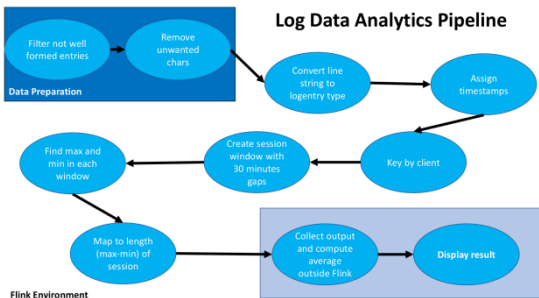 Log Data Analytics Pipeline
Filter not well
formed entries
Remove
unwanted
chars
Data Preparation
Convert line
string to
logentry type
Assign
timestamps
Key by client
Create session
window with
30 minutes
gaps
Find max and
min in each
window
Map to length
(max-min) of
session
Collect output
and compute
average
outside Flink
Display result
Flink Environment